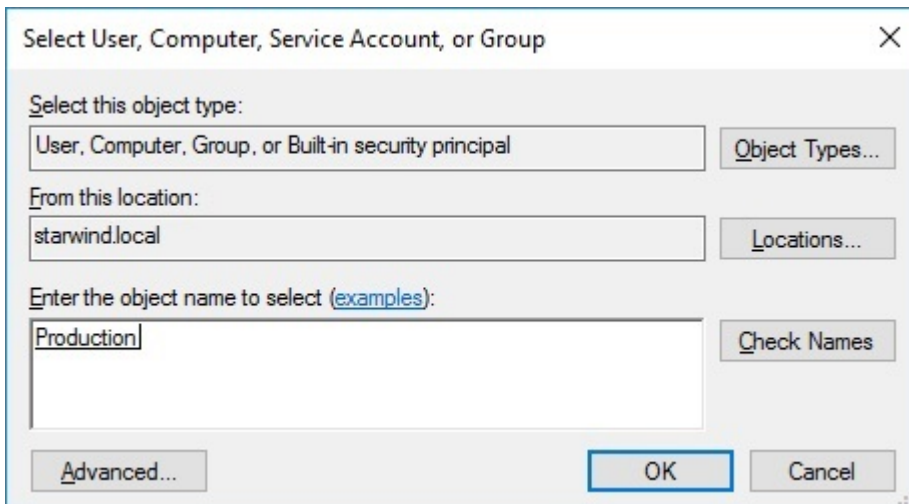 Select User, Computer, Service Account, or Group
Select this object type:
User, Computer, Group, or Built-in security principal
Object Types...
From this location:
starwind.local
Locations...
Enter the object name to select (examples):
Production
Check Names
Advanced...
OK
Cancel